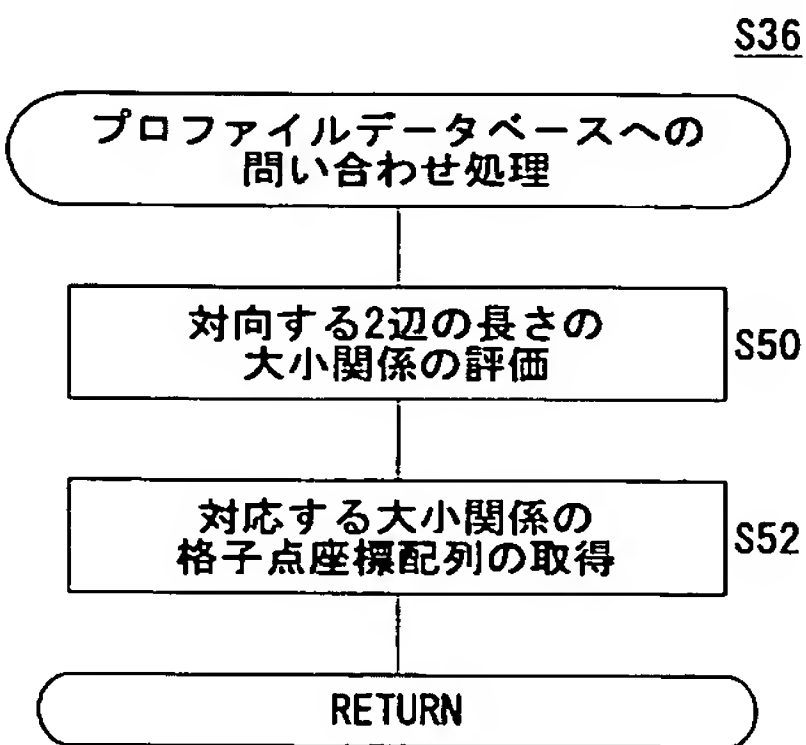 S36
プロファイルデータベースへの
問い合わせ処理
対向する2辺の長さの
大小関係の評価
S50
対応する大小関係の
格子点座標配列の取得
S52
RETURN